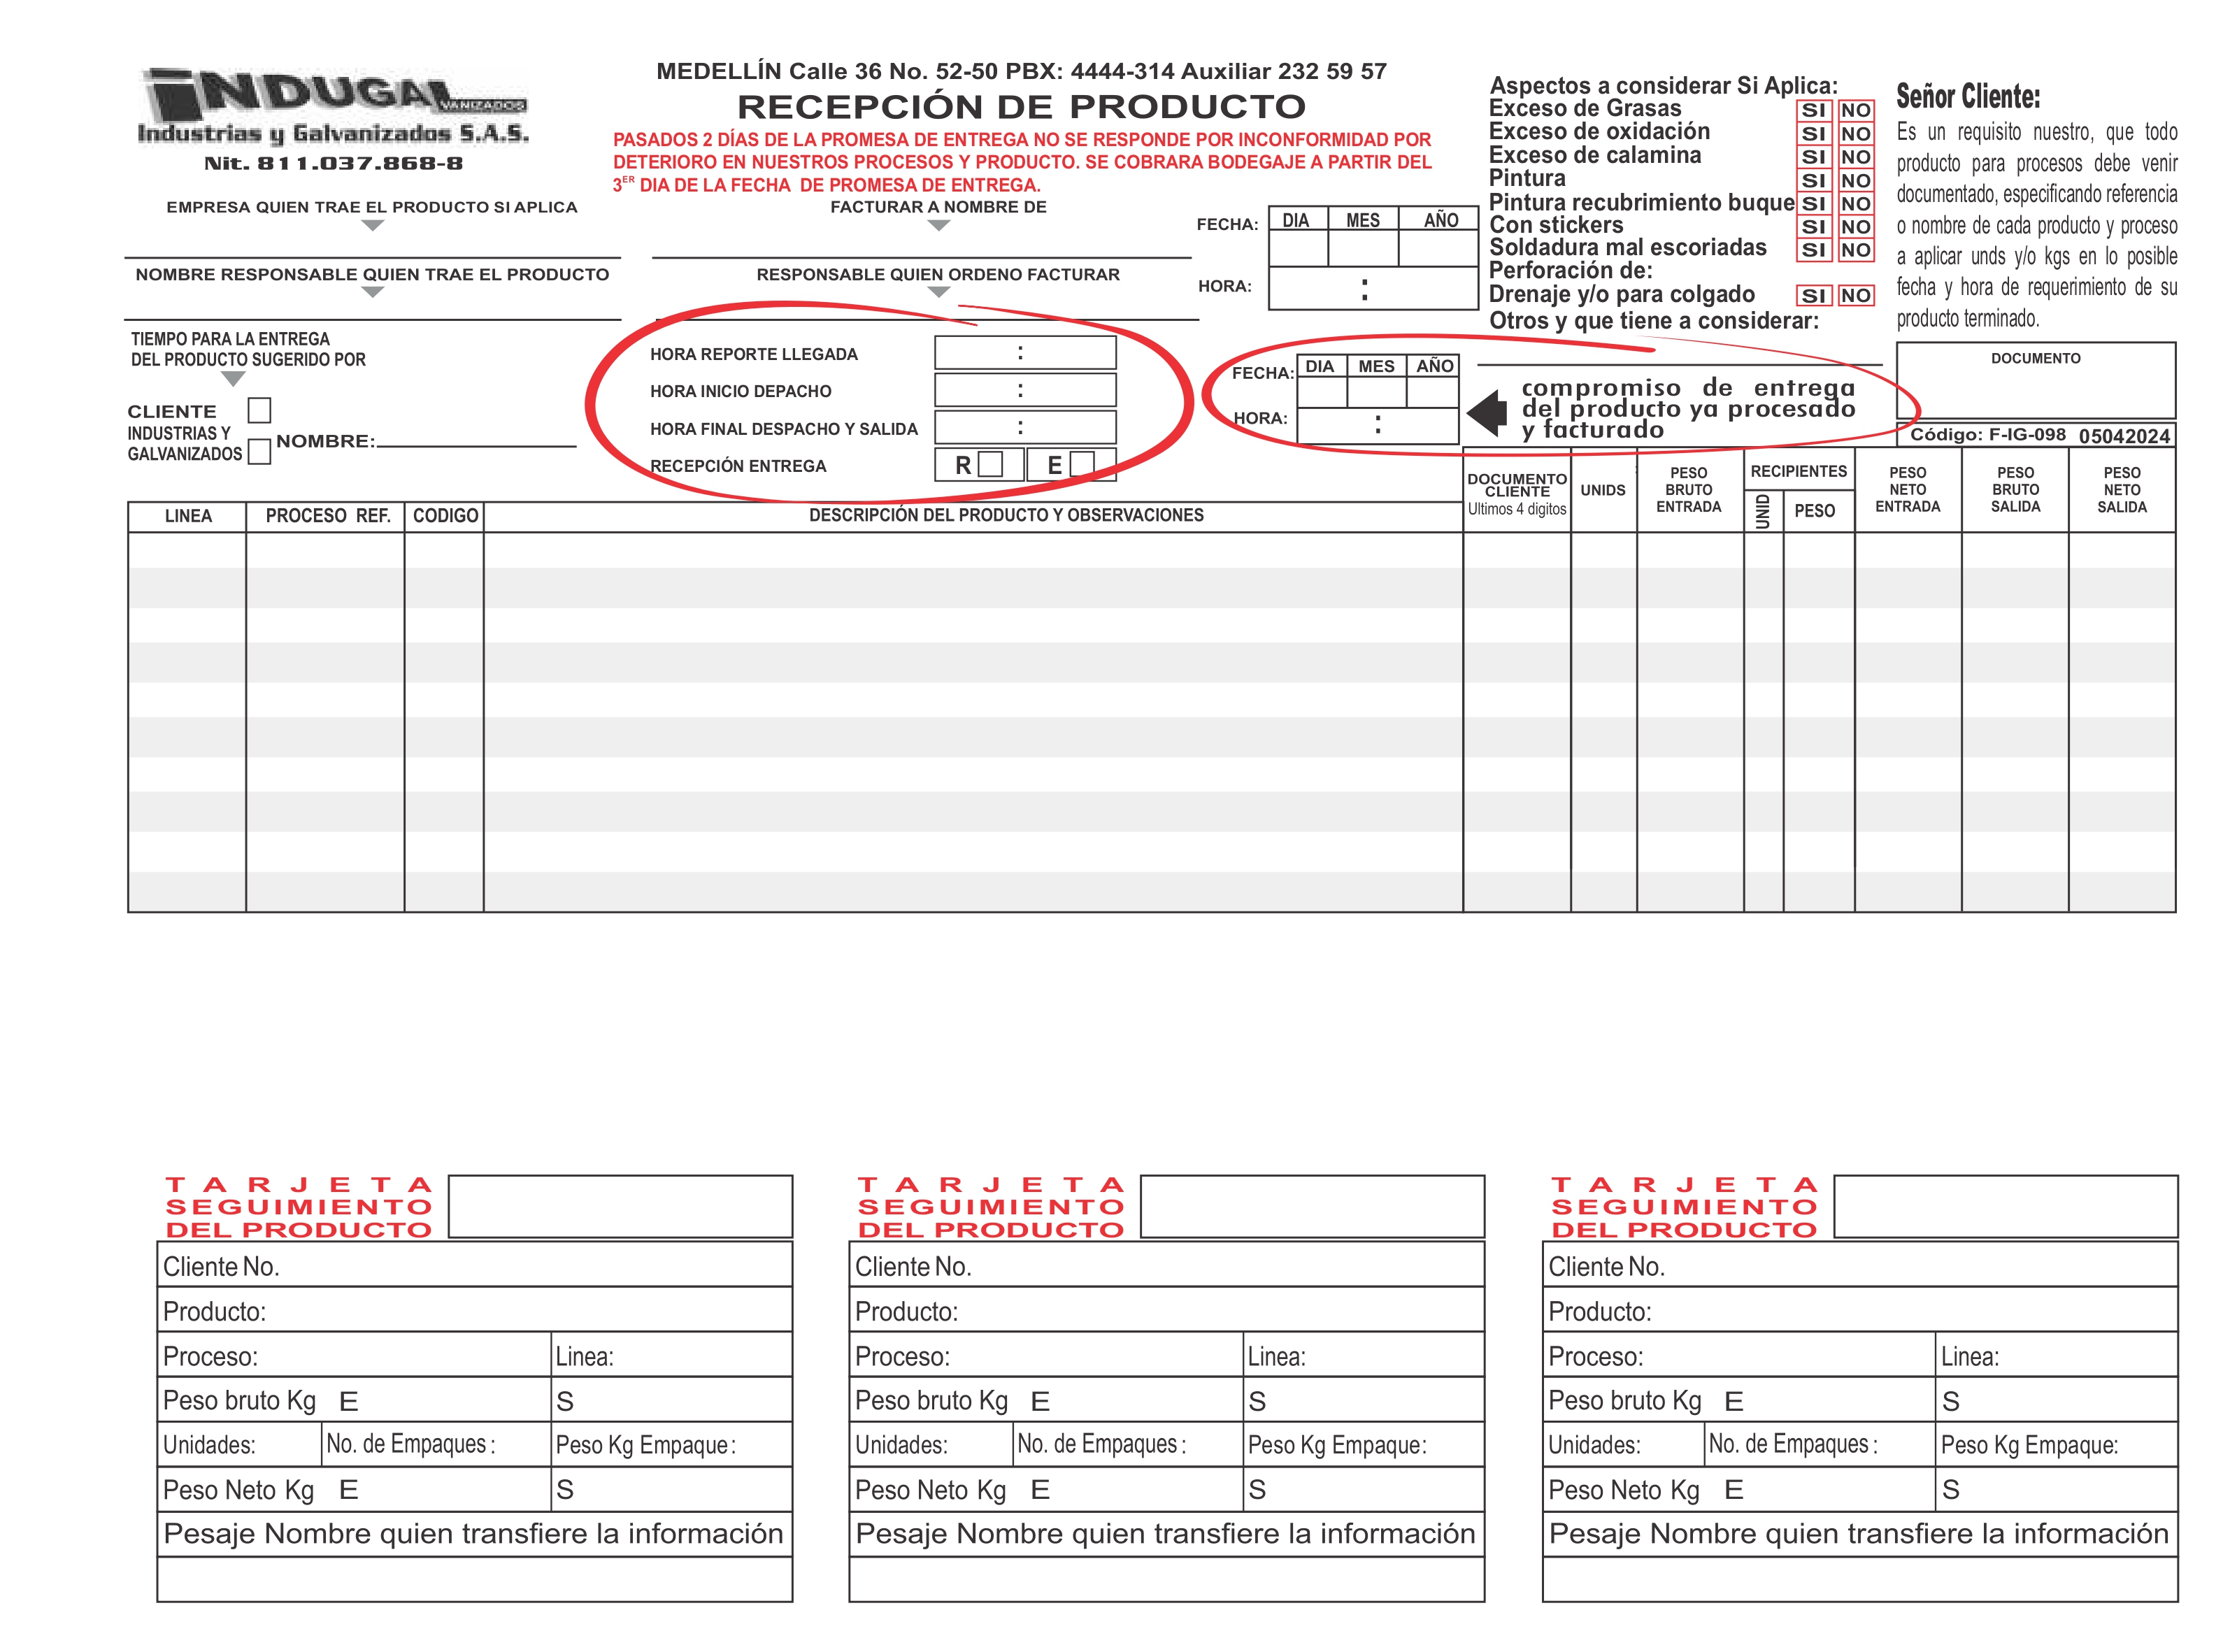 iNDUGAL
VANIZADOS
Industrias y Galvanizados S.A.S.
Nit. 811.037.868-8
MEDELLÍN Calle 36 No. 52-50 PBX: 4444-314 Auxiliar 232 59 57
RECEPCIÓN DE PRODUCTO
PASADOS 2 DÍAS DE LA PROMESA DE ENTREGA NO SE RESPONDE POR INCONFORMIDAD POR
DETERIORO EN NUESTROS PROCESOS Y PRODUCTO. SE COBRARA BODEGAJE A PARTIR DEL
3ER DIA DE LA FECHA DE PROMESA DE ENTREGA.
EMPRESA QUIEN TRAE EL PRODUCTO SI APLICA
FACTURAR A NOMBRE DE
NOMBRE RESPONSABLE QUIEN TRAE EL PRODUCTO
RESPONSABLE QUIEN ORDENO FACTURAR
FECHA: DIA MES AÑO
HORA: :
Aspectos a considerar Si Aplica:
Exceso de Grasas SI NO
Exceso de oxidación SI NO
Exceso de calamina SI NO
Pintura SI NO
Pintura recubrimiento buque SI NO
Con stickers SI NO
Soldadura mal escoriadas SI NO
Perforación de:
Drenaje y/o para colgado SI NO
Otros y que tiene a considerar:
Señor Cliente:
Es un requisito nuestro, que todo
producto para procesos debe venir
documentado, especificando referencia
o nombre de cada producto y proceso
a aplicar unds y/o kgs en lo posible
fecha y hora de requerimiento de su
producto terminado.
TIEMPO PARA LA ENTREGA
DEL PRODUCTO SUGERIDO POR
CLIENTE
INDUSTRIAS Y
GALVANIZADOS
NOMBRE:
HORA REPORTE LLEGADA :
HORA INICIO DEPACHO :
HORA FINAL DESPACHO Y SALIDA :
RECEPCIÓN ENTREGA R E
FECHA: DIA MES AÑO
HORA: :
compromiso de entrega
del producto ya procesado
y facturado
DOCUMENTO
Código: F-IG-098 05042024
LINEA
PROCESO REF.
CODIGO
DESCRIPCIÓN DEL PRODUCTO Y OBSERVACIONES
DOCUMENTO
CLIENTE
Ultimos 4 digitos
UNIDS
PESO
BRUTO
ENTRADA
RECIPIENTES
UNID
PESO
PESO
NETO
ENTRADA
PESO
BRUTO
SALIDA
PESO
NETO
SALIDA
TARJETA
SEGUIMIENTO
DEL PRODUCTO
Cliente No.
Producto:
Proceso: Linea:
Peso bruto Kg E S
Unidades: No. de Empaques : Peso Kg Empaque:
Peso Neto Kg E S
Pesaje Nombre quien transfiere la información
TARJETA
SEGUIMIENTO
DEL PRODUCTO
Cliente No.
Producto:
Proceso: Linea:
Peso bruto Kg E S
Unidades: No. de Empaques : Peso Kg Empaque:
Peso Neto Kg E S
Pesaje Nombre quien transfiere la información
TARJETA
SEGUIMIENTO
DEL PRODUCTO
Cliente No.
Producto:
Proceso: Linea:
Peso bruto Kg E S
Unidades: No. de Empaques : Peso Kg Empaque:
Peso Neto Kg E S
Pesaje Nombre quien transfiere la información